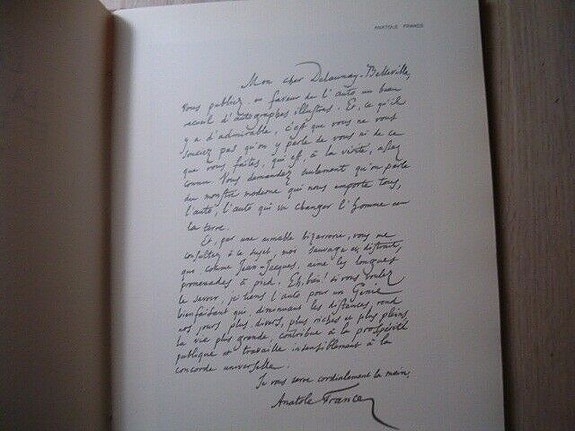 ANATOLE FRANCE
Mon cher Delaunay-Belleville,
Vous publiez en faveur de l'auto un beau
recueil d'autographes illustres. Et, ce qu'il
y a d'admirable, c'est que vous ne vous
souciez pas qu'on y parle de vous ni de ce
que vous faites, qui est, à la vérité, assez
connu. Vous demandez seulement qu'on parle
du monstre moderne qui nous emporte tous,
l'auto, l'auto qui va changer l'homme et
la terre.
Et, par une aimable bizarrerie, vous me
consultez à ce sujet, moi sauvage et distrait,
qui comme Jean-Jacques, aime les longues
promenades à pied. Eh, bien! si vous voulez
le savoir, je tiens l'auto pour un Génie
bienfaisant qui, diminuant les distances, rend
nos jours plus divers, plus riches et plus pleins,
la vie plus grande, contribue à la prospérité
publique et travaille insensiblement à la
concorde universelle.
Je vous serre cordialement la main.
Anatole France